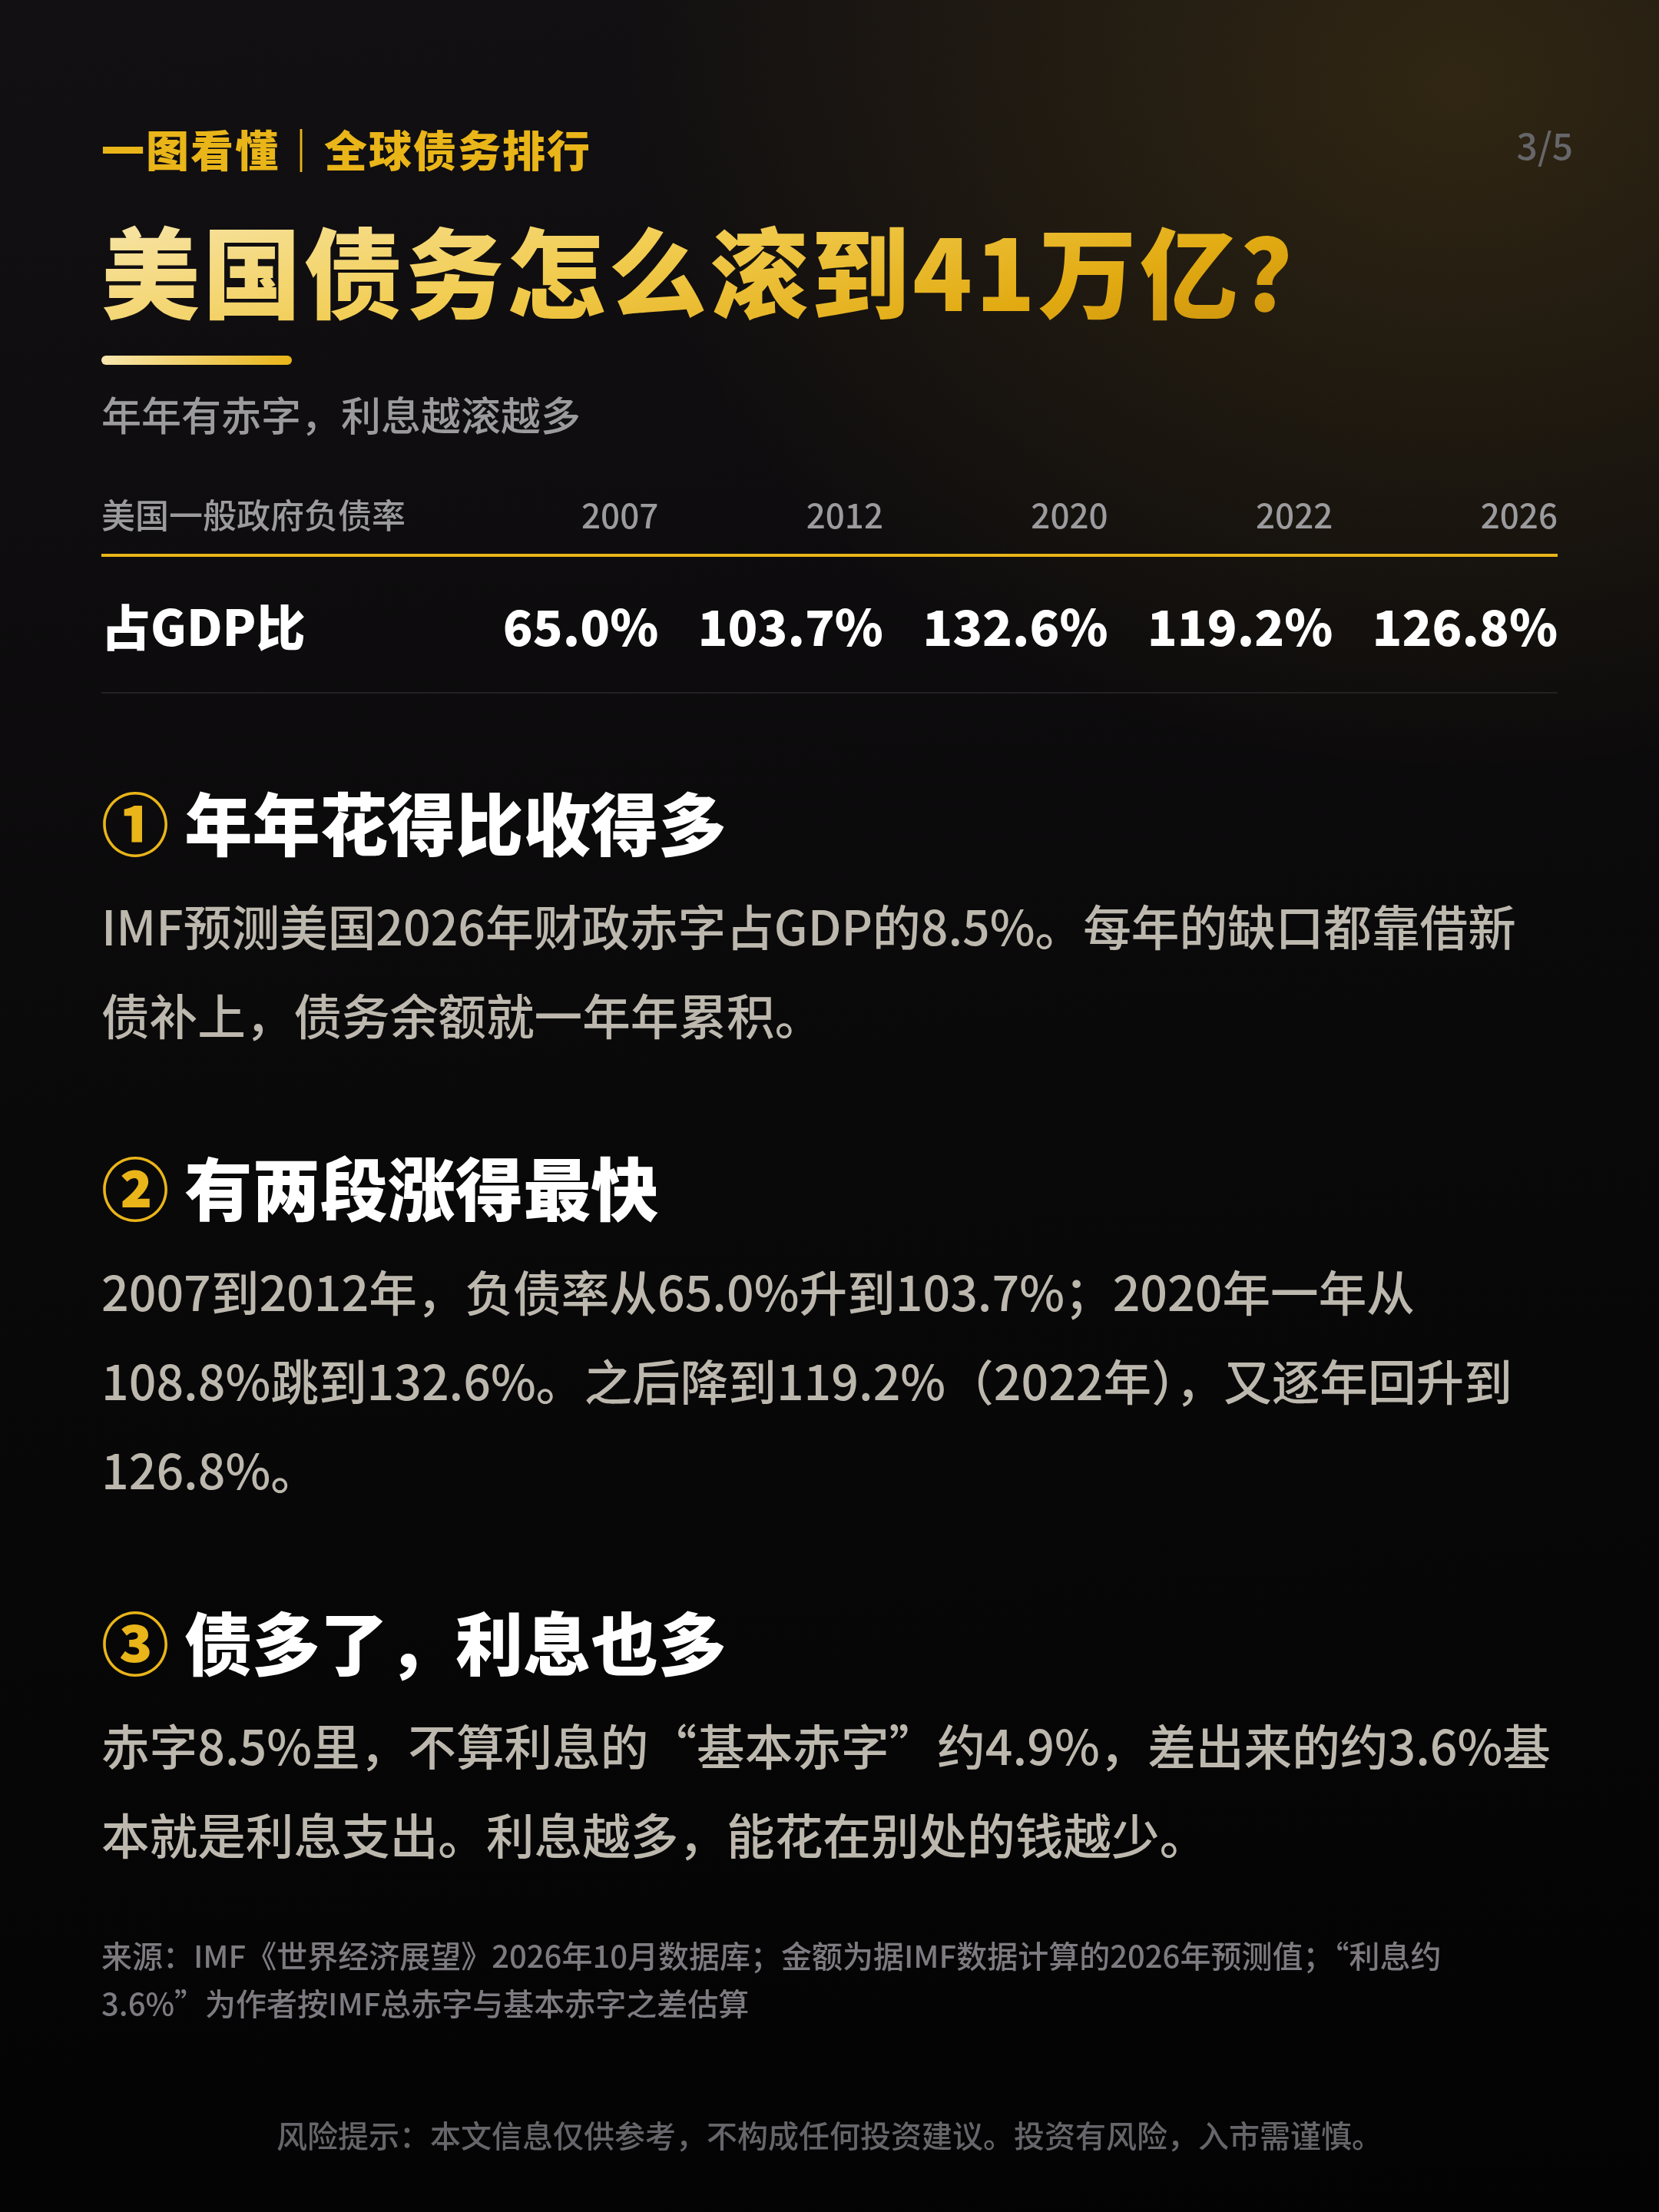 一图看懂｜全球债务排行
3/5
美国债务怎么滚到41万亿？
年年有赤字，利息越滚越多
美国一般政府负债率 2007 2012 2020 2022 2026
占GDP比 65.0% 103.7% 132.6% 119.2% 126.8%
① 年年花得比收得多
IMF预测美国2026年财政赤字占GDP的8.5%。每年的缺口都靠借新
债补上，债务余额就一年年累积。
② 有两段涨得最快
2007到2012年，负债率从65.0%升到103.7%；2020年一年从
108.8%跳到132.6%。之后降到119.2%（2022年），又逐年回升到
126.8%。
③ 债多了，利息也多
赤字8.5%里，不算利息的“基本赤字”约4.9%，差出来的约3.6%基
本就是利息支出。利息越多，能花在别处的钱越少。
来源：IMF《世界经济展望》2026年10月数据库；金额为据IMF数据计算的2026年预测值；“利息约
3.6%”为作者按IMF总赤字与基本赤字之差估算
风险提示：本文信息仅供参考，不构成任何投资建议。投资有风险，入市需谨慎。